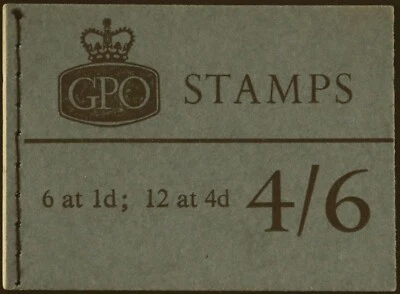 GPO STAMPS
6 at 1d; 12 at 4d 4/6